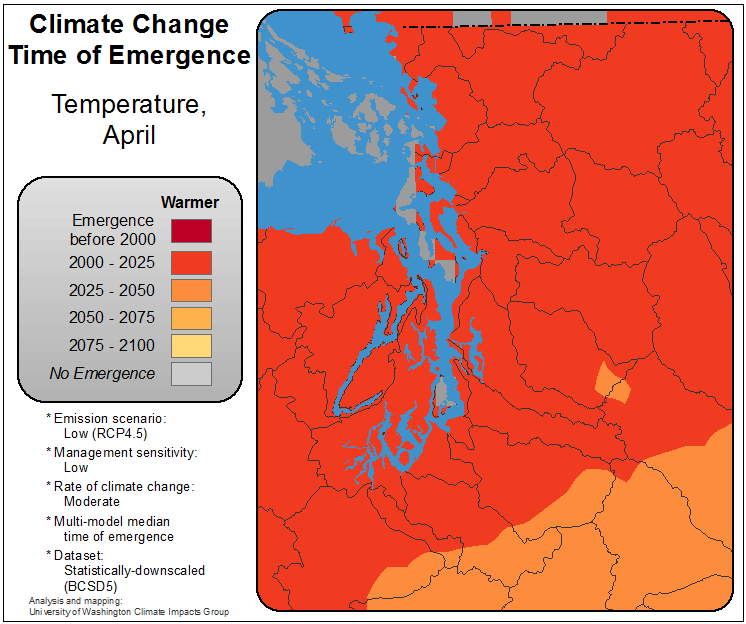 Climate Change
Time of Emergence
Temperature,
April
Warmer
Emergence
before 2000
2000 - 2025
2025 - 2050
2050 - 2075
2075 - 2100
No Emergence
* Emission scenario:
Low (RCP4.5)
* Management sensitivity:
Low
* Rate of climate change:
Moderate
* Multi-model median
time of emergence
* Dataset:
Statistically-downscaled
(BCSD5)
Analysis and mapping:
University of Washington Climate Impacts Group